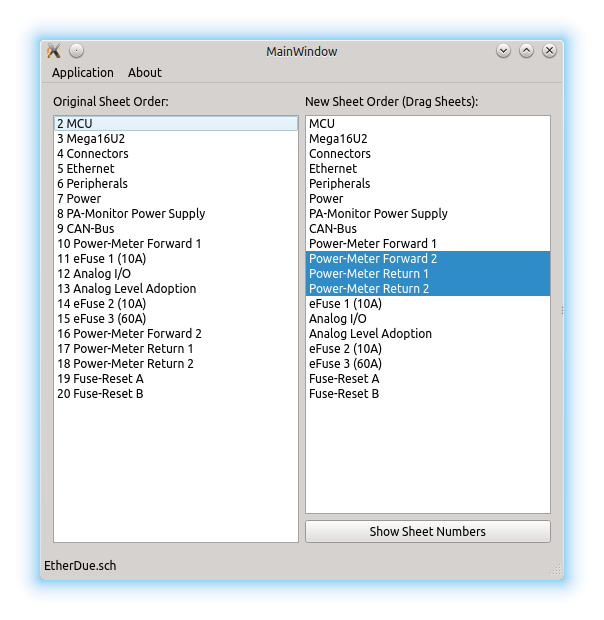 MainWindow
Application About
Original Sheet Order:
2 MCU
3 Mega16U2
4 Connectors
5 Ethernet
6 Peripherals
7 Power
8 PA-Monitor Power Supply
9 CAN-Bus
10 Power-Meter Forward 1
11 eFuse 1 (10A)
12 Analog I/O
13 Analog Level Adoption
14 eFuse 2 (10A)
15 eFuse 3 (60A)
16 Power-Meter Forward 2
17 Power-Meter Return 1
18 Power-Meter Return 2
19 Fuse-Reset A
20 Fuse-Reset B
New Sheet Order (Drag Sheets):
MCU
Mega16U2
Connectors
Ethernet
Peripherals
Power
PA-Monitor Power Supply
CAN-Bus
Power-Meter Forward 1
Power-Meter Forward 2
Power-Meter Return 1
Power-Meter Return 2
eFuse 1 (10A)
Analog I/O
Analog Level Adoption
eFuse 2 (10A)
eFuse 3 (60A)
Fuse-Reset A
Fuse-Reset B
Show Sheet Numbers
EtherDue.sch